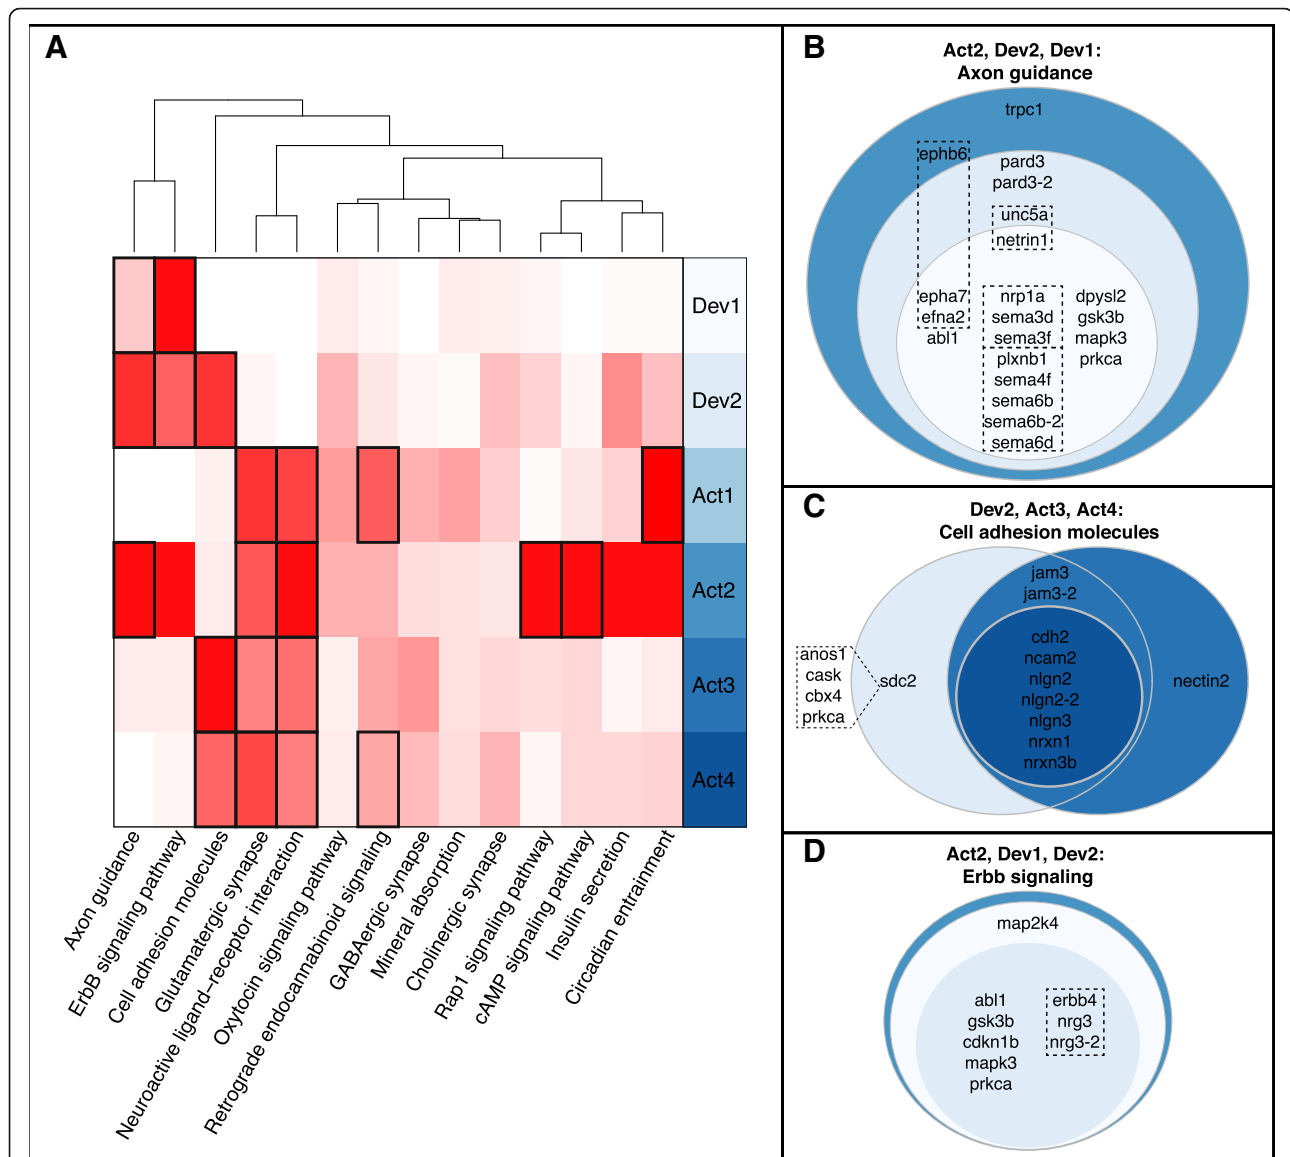 A
Dev1
Dev2
Act1
Act2
Act3
Act4
Axon guidance
ErbB signaling pathway
Cell adhesion molecules
Glutamatergic synapse
Neuroactive ligand−receptor interaction
Oxytocin signaling pathway
Retrograde endocannabinoid signaling
GABAergic synapse
Mineral absorption
Cholinergic synapse
Rap1 signaling pathway
cAMP signaling pathway
Insulin secretion
Circadian entrainment
B
Act2, Dev2, Dev1:
Axon guidance
trpc1
ephb6
pard3
pard3-2
unc5a
netrin1
epha7
efna2
abl1
nrp1a
sema3d
sema3f
plxnb1
sema4f
sema6b
sema6b-2
sema6d
dpysl2
gsk3b
mapk3
prkca
C
Dev2, Act3, Act4:
Cell adhesion molecules
jam3
jam3-2
anos1
cask
cbx4
prkca
sdc2
cdh2
ncam2
nlgn2
nlgn2-2
nlgn3
nrxn1
nrxn3b
nectin2
D
Act2, Dev1, Dev2:
Erbb signaling
map2k4
abl1
gsk3b
cdkn1b
mapk3
prkca
erbb4
nrg3
nrg3-2